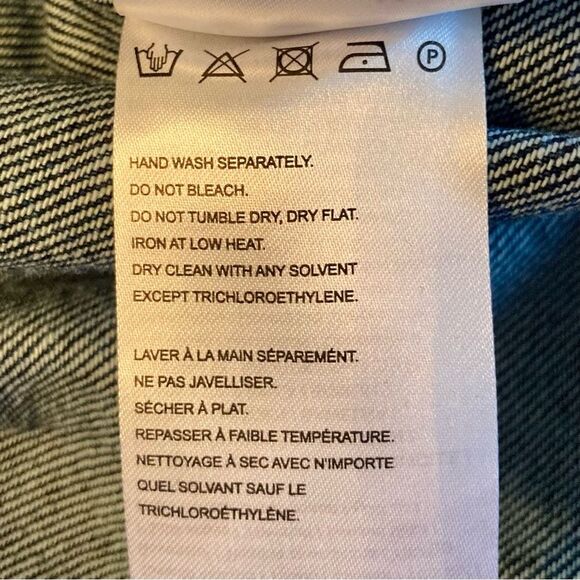 P
HAND WASH SEPARATELY.
DO NOT BLEACH.
DO NOT TUMBLE DRY, DRY FLAT.
IRON AT LOW HEAT.
DRY CLEAN WITH ANY SOLVENT
EXCEPT TRICHLOROETHYLENE.
LAVER À LA MAIN SÉPARÉMENT.
NE PAS JAVELLISER.
SÉCHER À PLAT.
REPASSER À FAIBLE TEMPÉRATURE.
NETTOYAGE À SEC AVEC N'IMPORTE
QUEL SOLVANT SAUF LE
TRICHLOROÉTHYLÈNE.